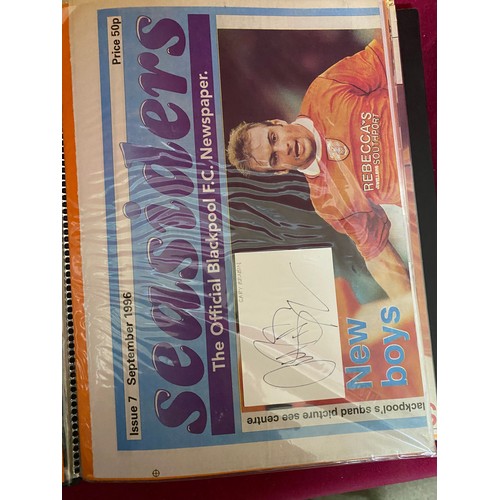 Issue 7 September 1996
Price 50p
seasiders
The Official Blackpool F.C. Newspaper.
REBECCA'S
SOUTHPORT
New
boys
lackpool's squad picture see centre